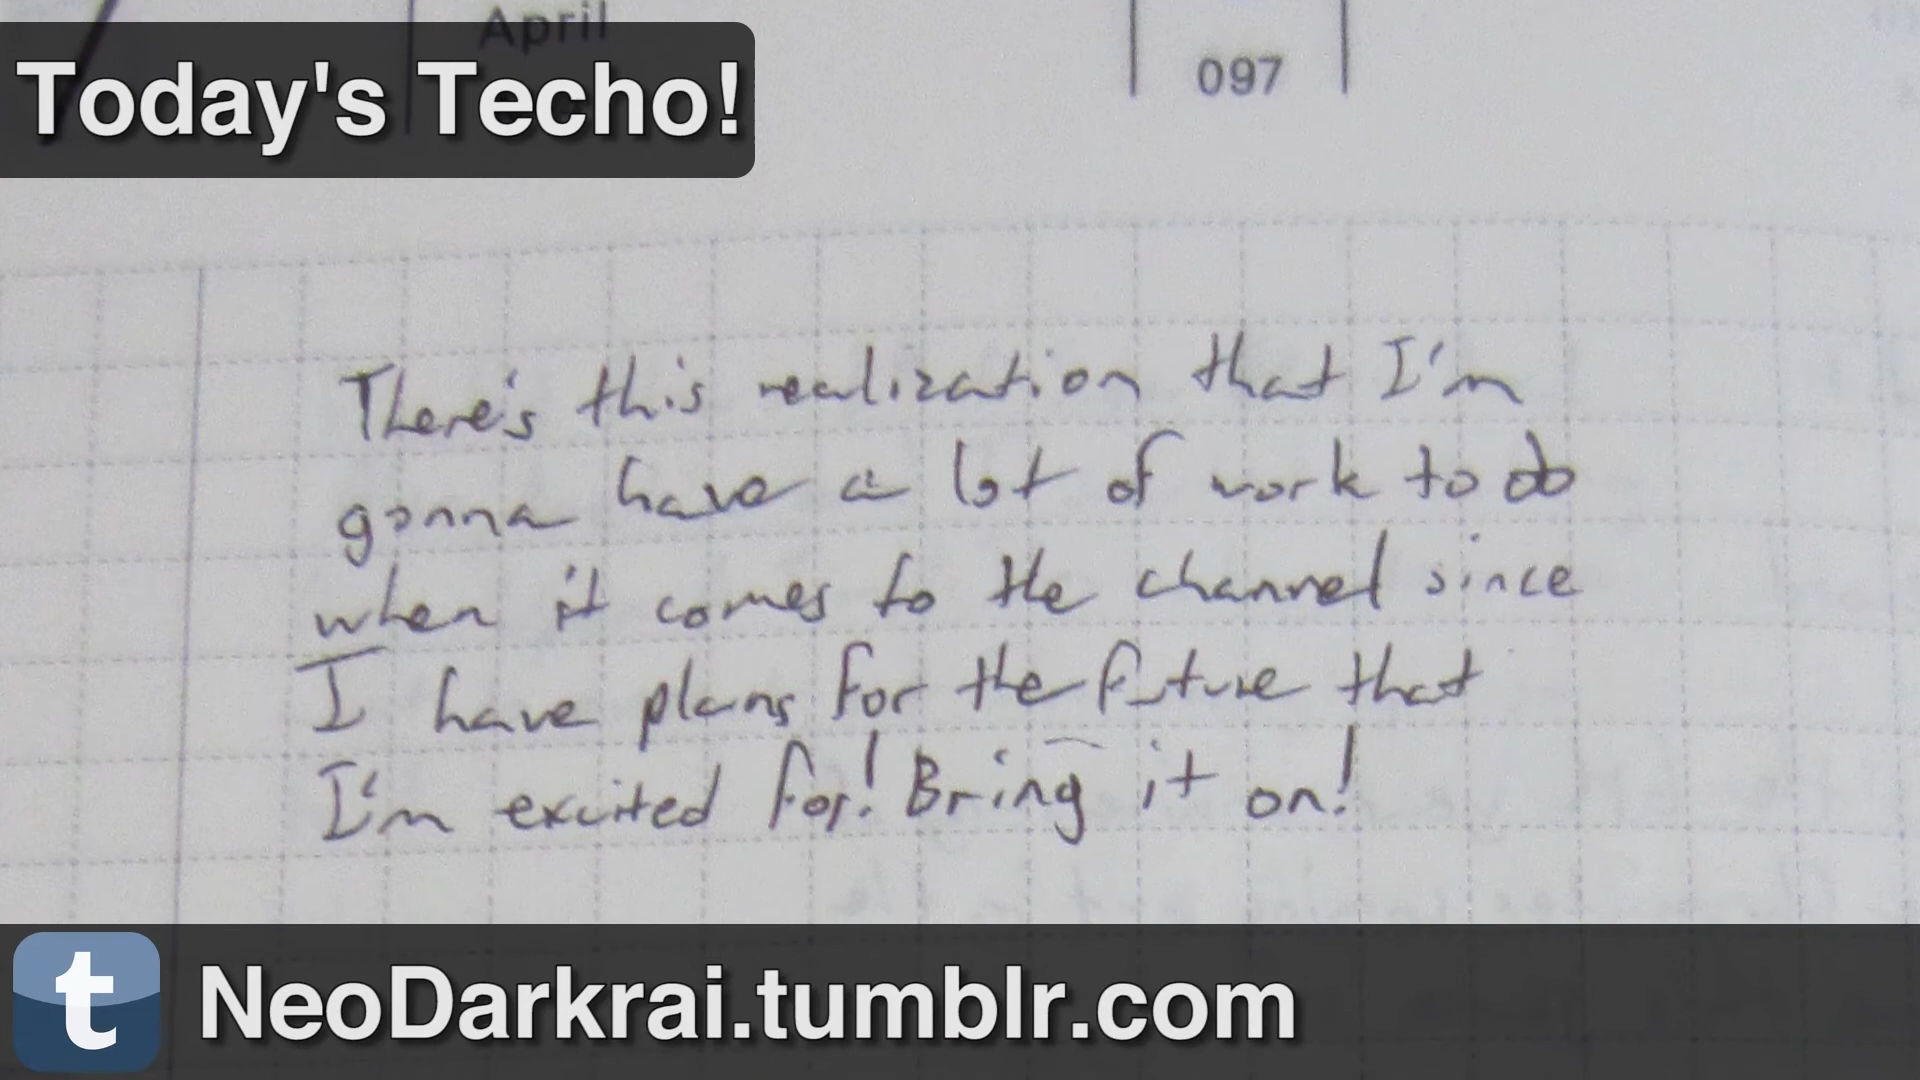 April
097
Today's Techo!
There's this realization that I'm
gonna have a lot of work to do
when it comes to the channel since
I have plans for the future that
I'm excited for! Bring it on!
t
NeoDarkrai.tumblr.com